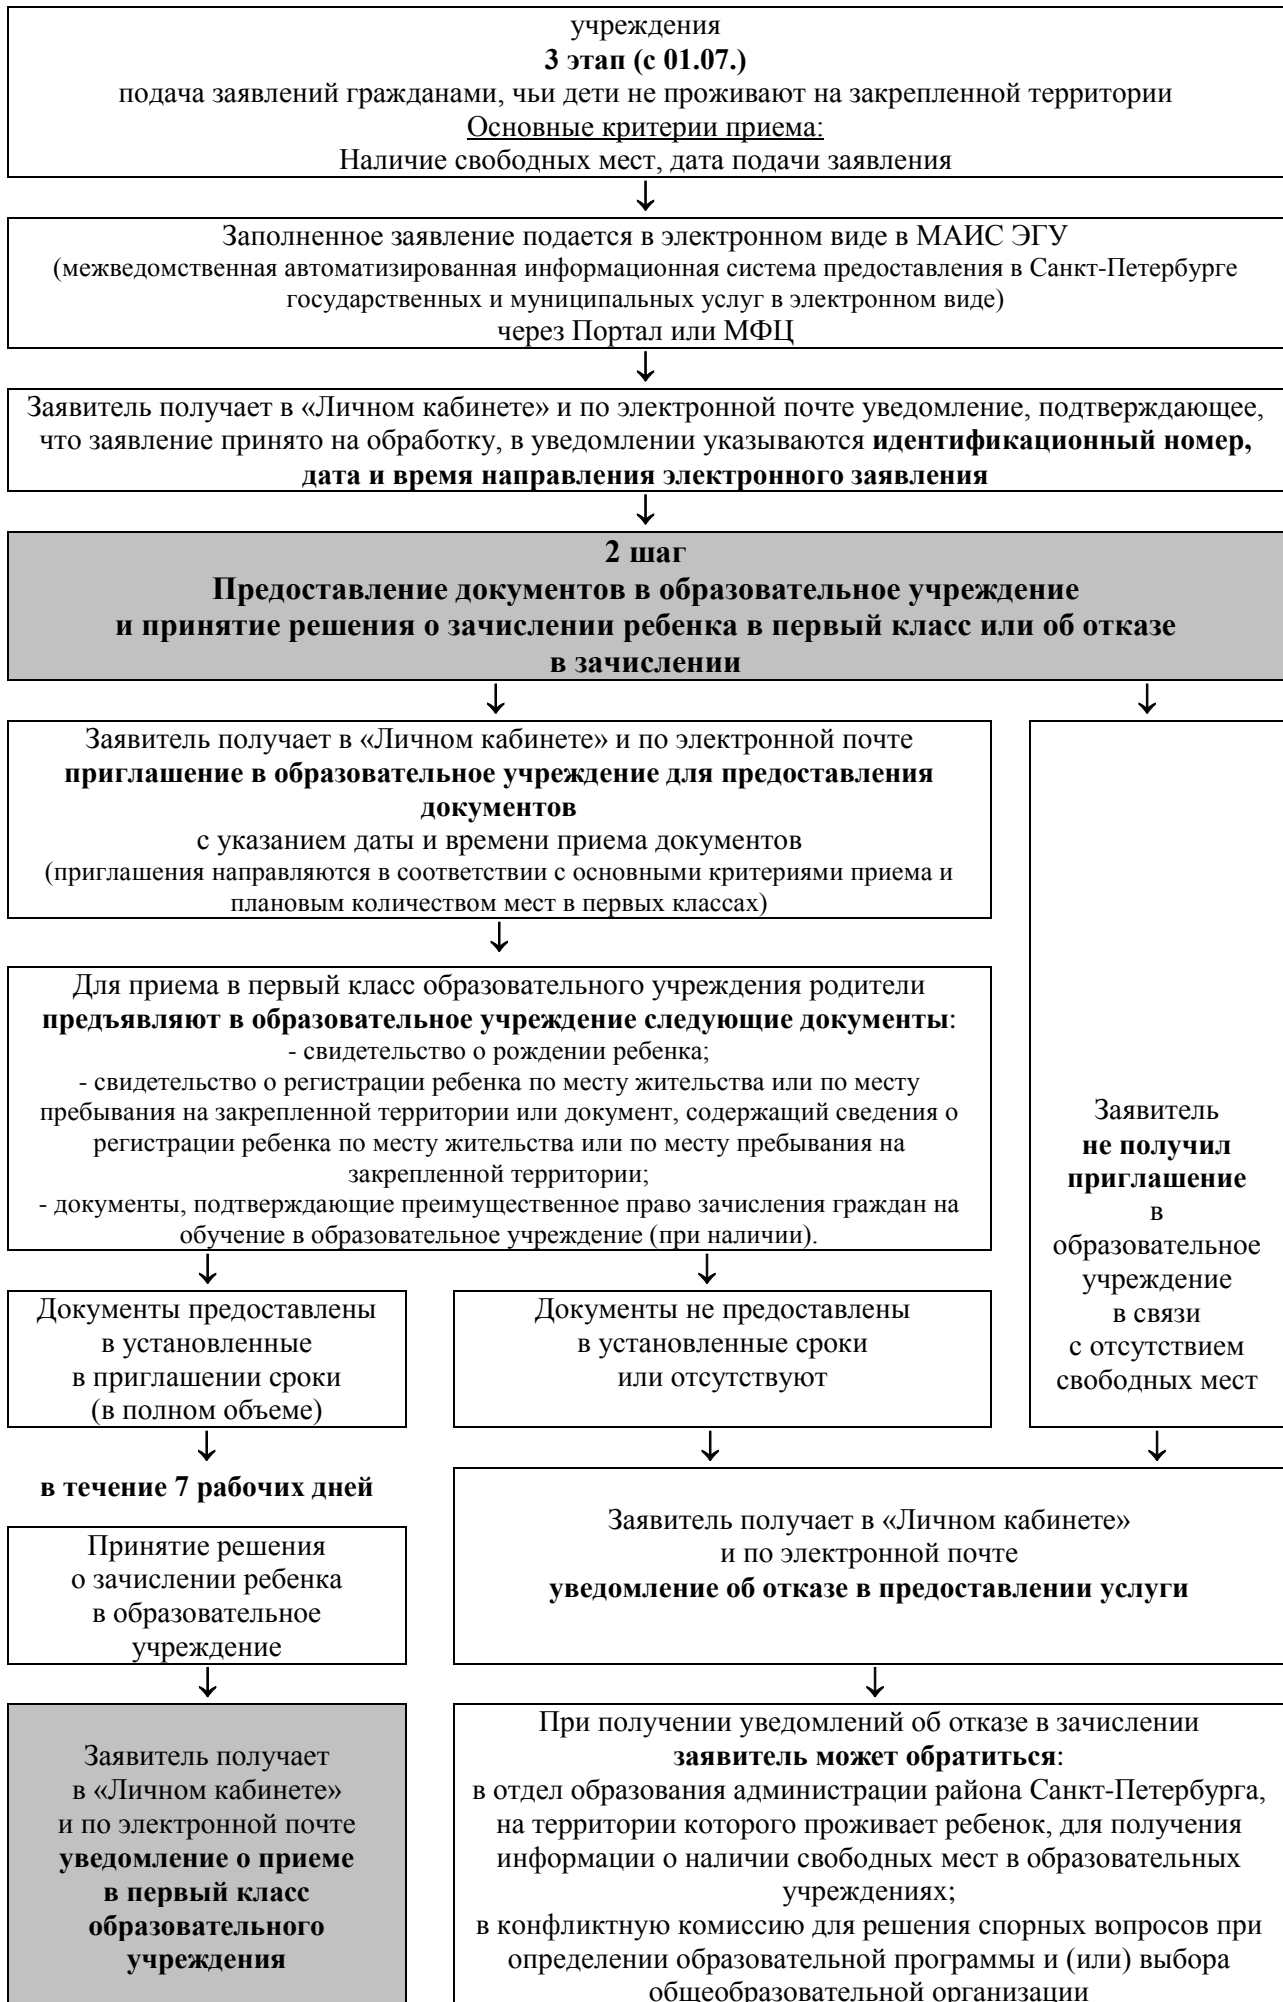 учреждения
3 этап (с 01.07.)
подача заявлений гражданами, чьи дети не проживают на закрепленной территории
Основные критерии приема:
Наличие свободных мест, дата подачи заявления
↓
Заполненное заявление подается в электронном виде в МАИС ЭГУ
(межведомственная автоматизированная информационная система предоставления в Санкт-Петербурге
государственных и муниципальных услуг в электронном виде)
через Портал или МФЦ
↓
Заявитель получает в «Личном кабинете» и по электронной почте уведомление, подтверждающее,
что заявление принято на обработку, в уведомлении указываются идентификационный номер,
дата и время направления электронного заявления
↓
2 шаг
Предоставление документов в образовательное учреждение
и принятие решения о зачислении ребенка в первый класс или об отказе
в зачислении
↓ ↓
Заявитель получает в «Личном кабинете» и по электронной почте
приглашение в образовательное учреждение для предоставления
документов
с указанием даты и времени приема документов
(приглашения направляются в соответствии с основными критериями приема и
плановым количеством мест в первых классах)
↓
Для приема в первый класс образовательного учреждения родители
предъявляют в образовательное учреждение следующие документы:
- свидетельство о рождении ребенка;
- свидетельство о регистрации ребенка по месту жительства или по месту
пребывания на закрепленной территории или документ, содержащий сведения о
регистрации ребенка по месту жительства или по месту пребывания на
закрепленной территории;
- документы, подтверждающие преимущественное право зачисления граждан на
обучение в образовательное учреждение (при наличии).
Заявитель
не получил
приглашение
в
образовательное
учреждение
в связи
с отсутствием
свободных мест
↓ ↓
Документы предоставлены
в установленные
в приглашении сроки
(в полном объеме)
Документы не предоставлены
в установленные сроки
или отсутствуют
↓ ↓ ↓
в течение 7 рабочих дней
Принятие решения
о зачислении ребенка
в образовательное
учреждение
Заявитель получает в «Личном кабинете»
и по электронной почте
уведомление об отказе в предоставлении услуги
↓ ↓
Заявитель получает
в «Личном кабинете»
и по электронной почте
уведомление о приеме
в первый класс
образовательного
учреждения
При получении уведомлений об отказе в зачислении
заявитель может обратиться:
в отдел образования администрации района Санкт-Петербурга,
на территории которого проживает ребенок, для получения
информации о наличии свободных мест в образовательных
учреждениях;
в конфликтную комиссию для решения спорных вопросов при
определении образовательной программы и (или) выбора
общеобразовательной организации